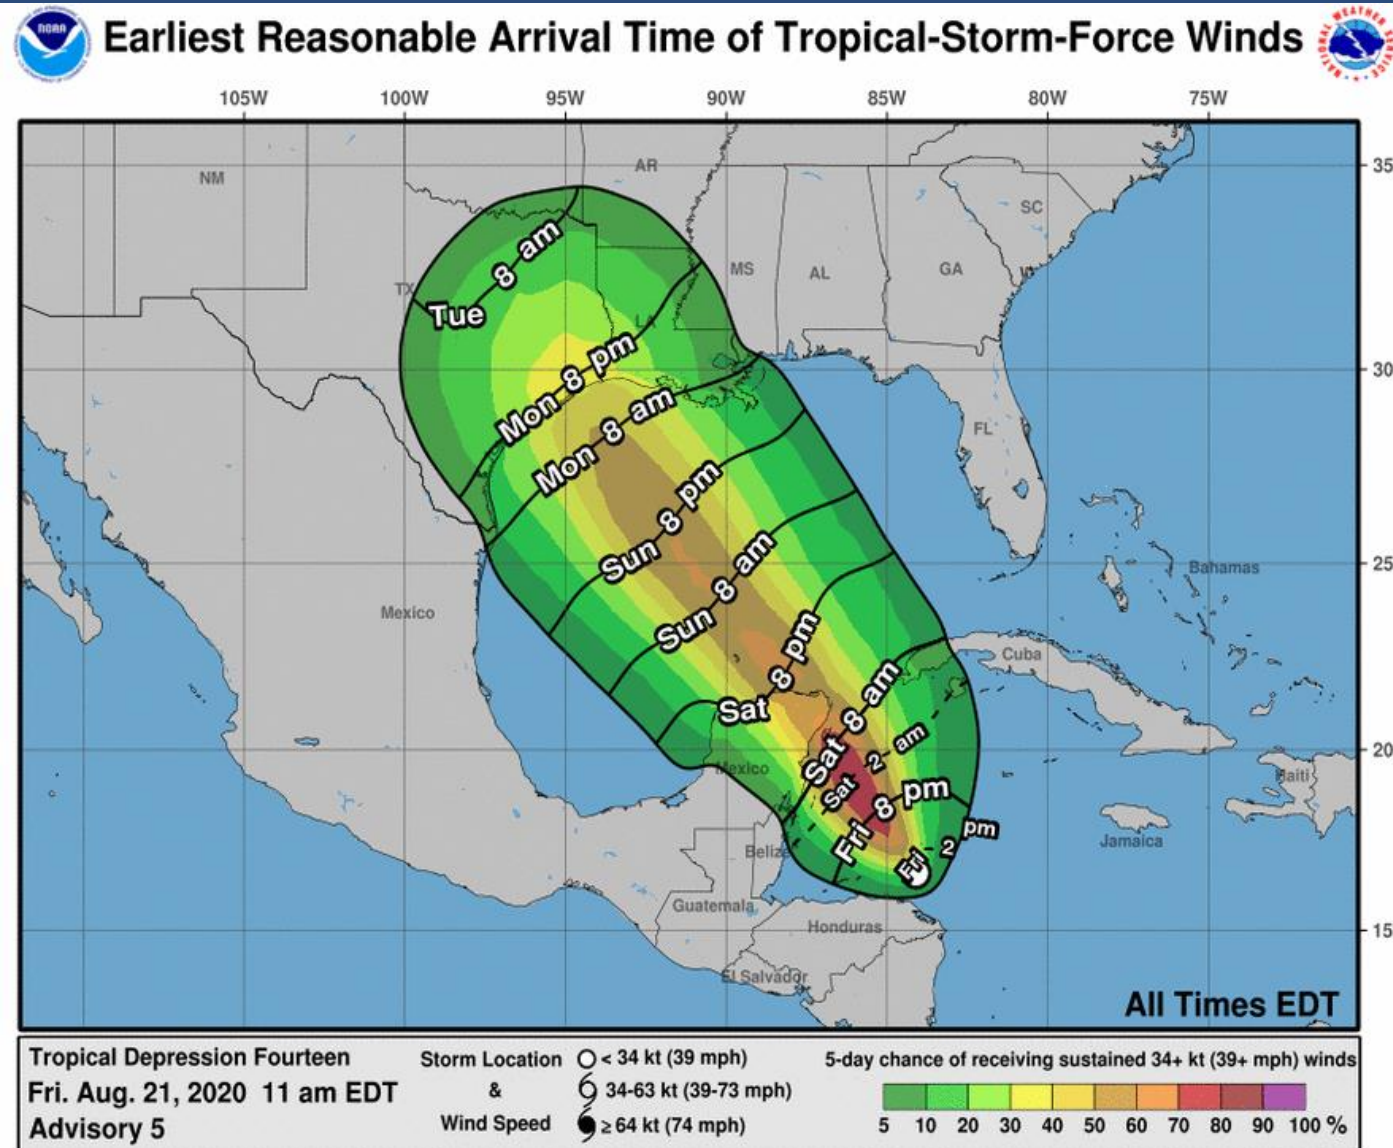 NOAA
Earliest Reasonable Arrival Time of Tropical-Storm-Force Winds
NATIONAL WEATHER SERVICE
105W 100W 95W 90W 85W 80W 75W
35
30
25
20
15
NM
AR
SC
MS AL GA
TX
LA
FL
8 am
Tue
Mon 8 pm
Mon 8 am
Sun 8 pm
Sun 8 am
Sat 8 pm
Sat 8 am
Sat 2 am
Fri 8 pm
Fri 2 pm
Bahamas
Mexico
Cuba
Mexico
Haiti
Jamaica
Belize
Guatemala
Honduras
El Salvador
All Times EDT
Tropical Depression Fourteen
Fri. Aug. 21, 2020 11 am EDT
Advisory 5
Storm Location
&
Wind Speed
< 34 kt (39 mph)
34-63 kt (39-73 mph)
≥ 64 kt (74 mph)
5-day chance of receiving sustained 34+ kt (39+ mph) winds
5 10 20 30 40 50 60 70 80 90 100 %